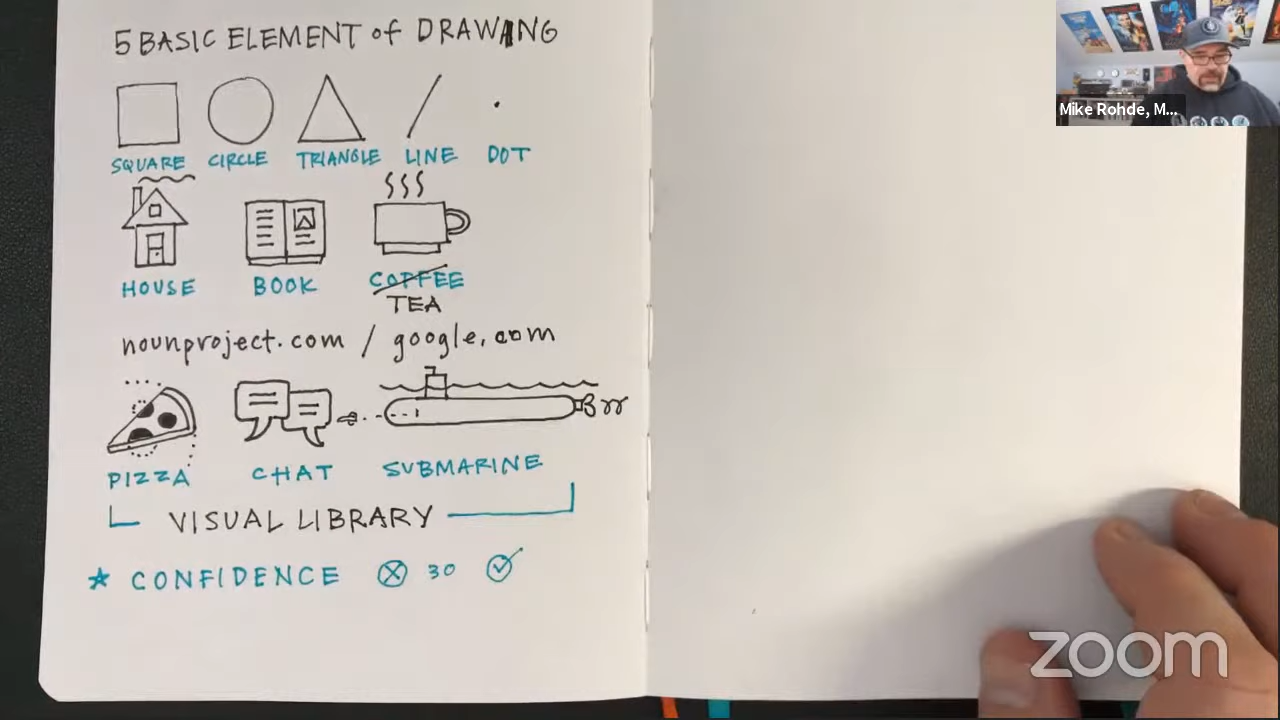 5 BASIC ELEMENT of DRAWING
SQUARE CIRCLE TRIANGLE LINE DOT
HOUSE BOOK COFFEE
TEA
nounproject.com / google.com
PIZZA CHAT SUBMARINE
VISUAL LIBRARY
CONFIDENCE 30
Mike Rohde, M...
zoom